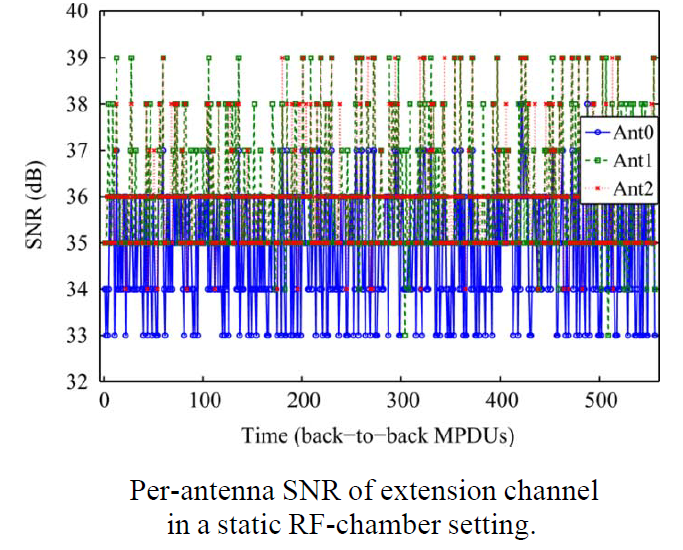 40
39
38
37
36
35
34
33
32
SNR (dB)
Ant0
Ant1
Ant2
0 100 200 300 400 500
Time (back−to−back MPDUs)
Per-antenna SNR of extension channel
in a static RF-chamber setting.